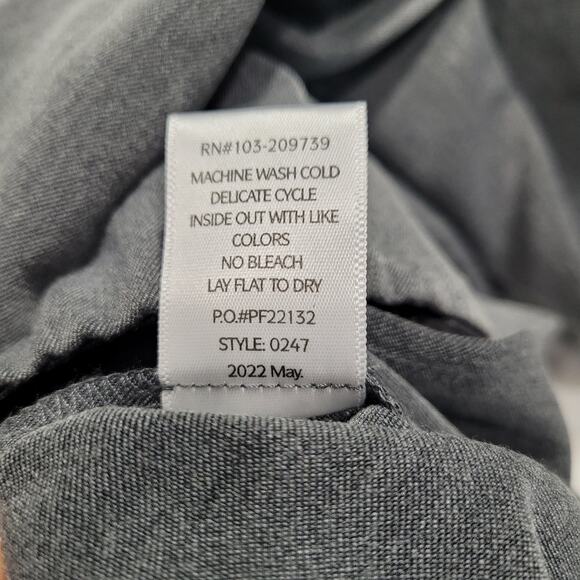 RN#103-209739
MACHINE WASH COLD
DELICATE CYCLE
INSIDE OUT WITH LIKE
COLORS
NO BLEACH
LAY FLAT TO DRY
P.O.#PF22132
STYLE: 0247
2022 May.